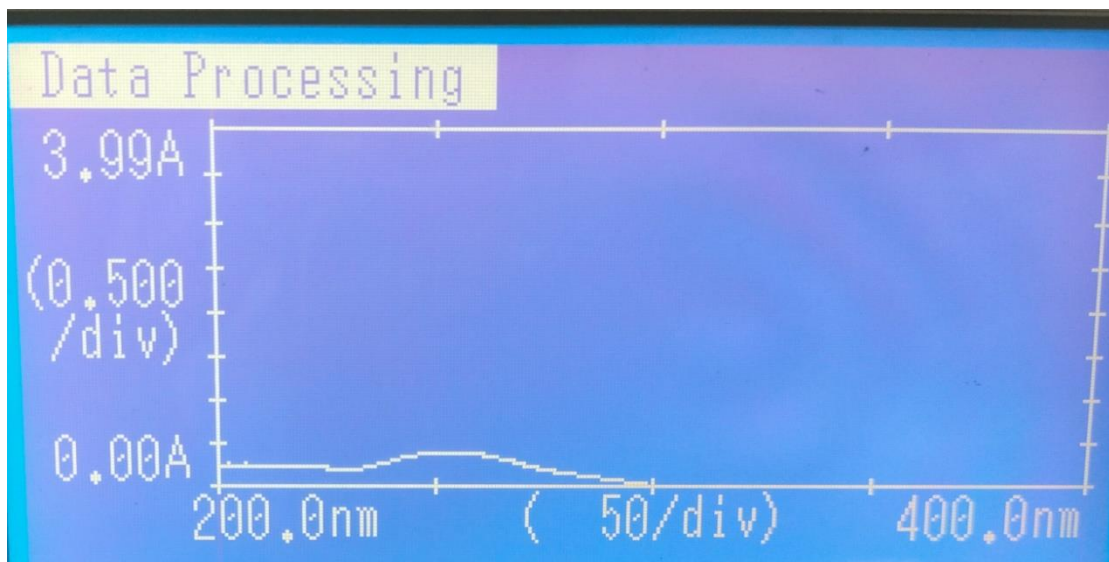 Data Processing
3.99A
(0.500
/div)
0.00A
200.0nm ( 50/div) 400.0nm